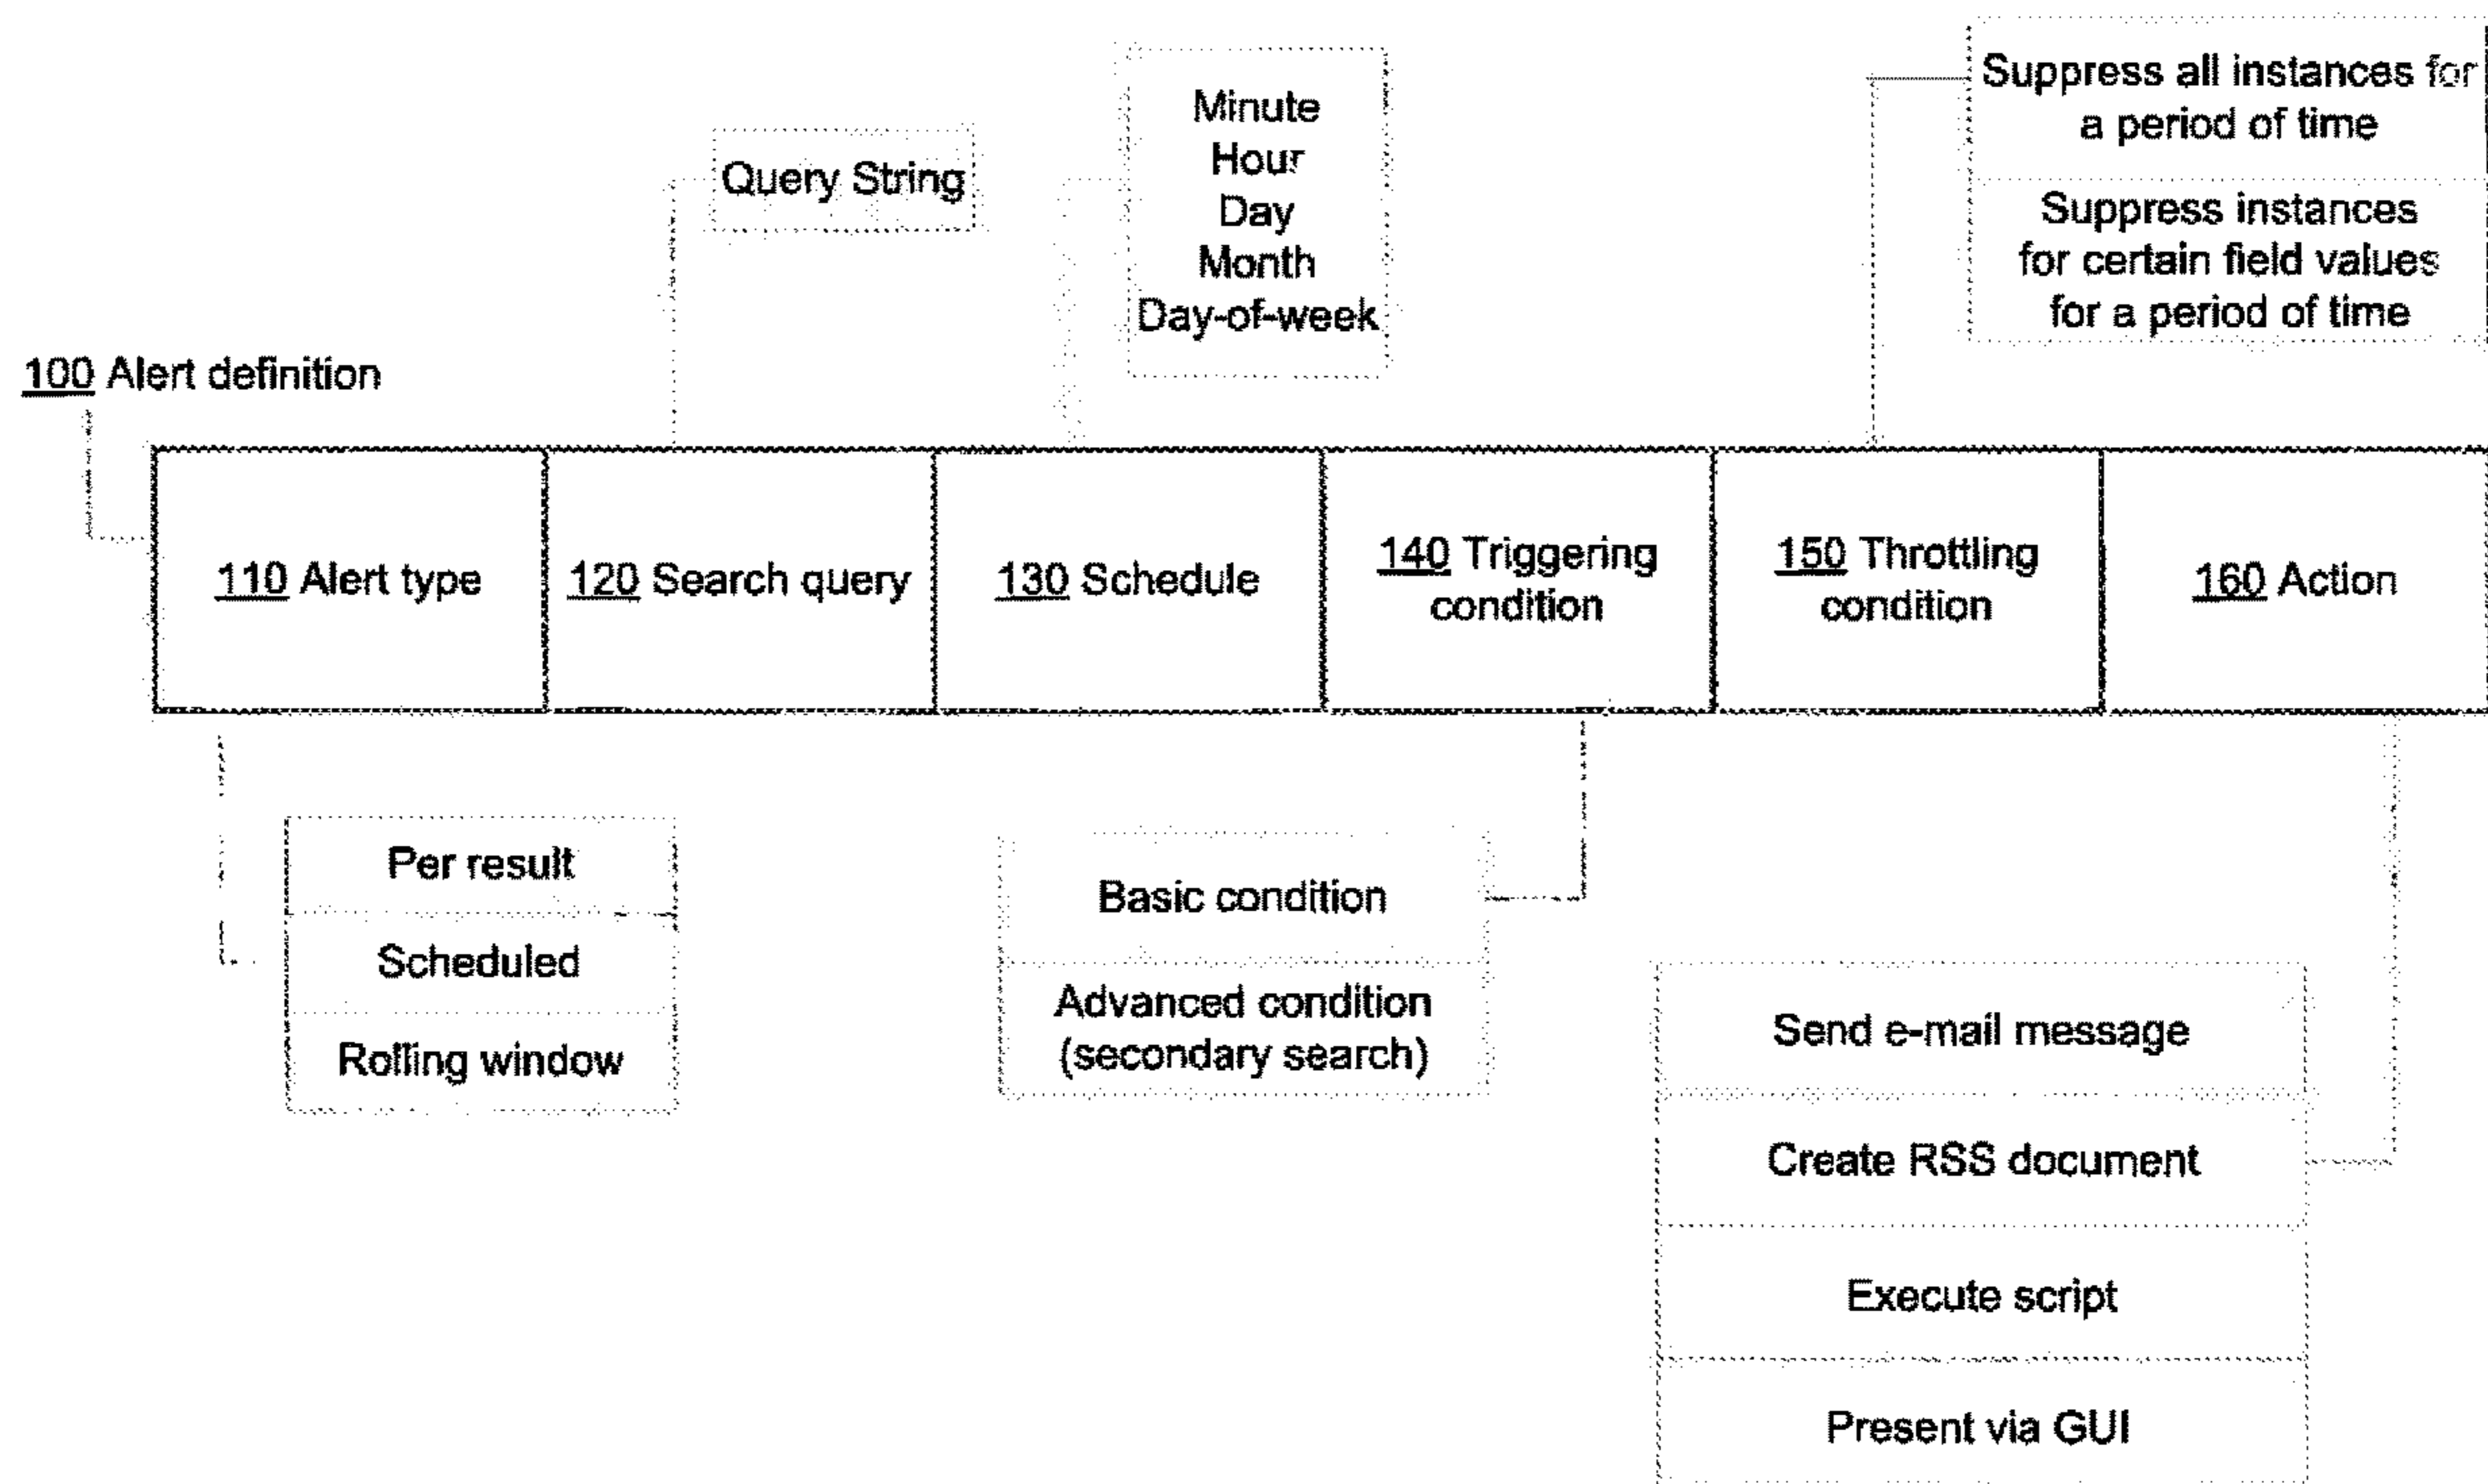 Suppress all instances for
a period of time
Minute
Hour
Day
Month
Day-of-week
Query String
Suppress instances
for certain field values
for a period of time
100 Alert definition
110 Alert type
120 Search query
130 Schedule
140 Triggering
condition
150 Throttling
condition
160 Action
Per result
Scheduled
Rolling window
Basic condition
Advanced condition
(secondary search)
Send e-mail message
Create RSS document
Execute script
Present via GUI